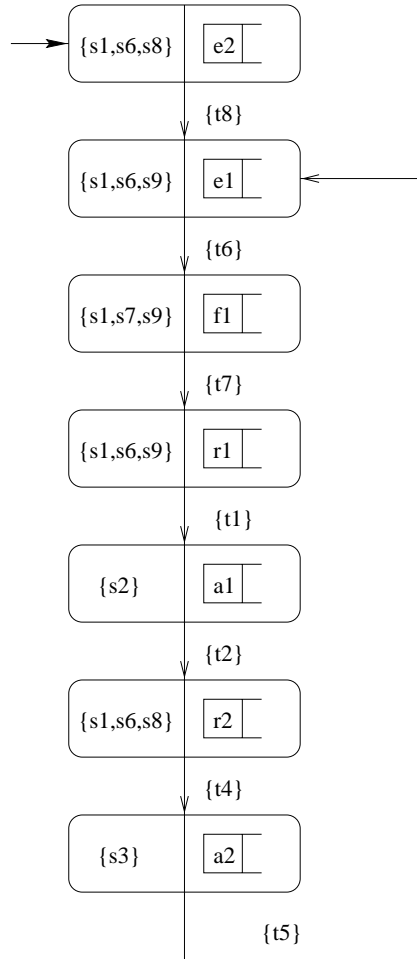 {s1,s6,s8} e2
{t8}
{s1,s6,s9} e1
{t6}
{s1,s7,s9} f1
{t7}
{s1,s6,s9} r1
{t1}
{s2} a1
{t2}
{s1,s6,s8} r2
{t4}
{s3} a2
{t5}